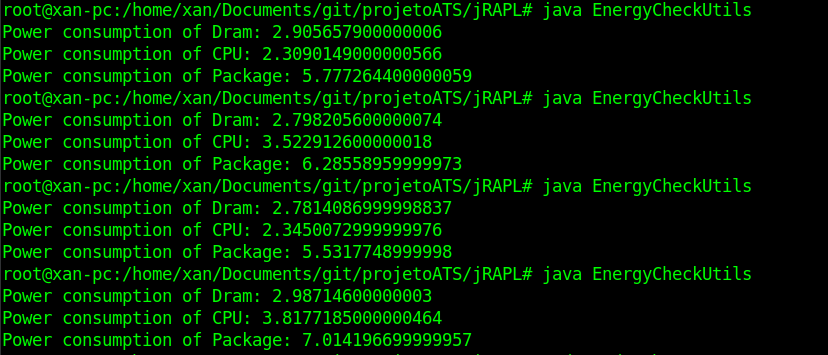 root@xan-pc:/home/xan/Documents/git/projetoATS/jRAPL# java EnergyCheckUtils
Power consumption of Dram: 2.905657900000006
Power consumption of CPU: 2.3090149000000566
Power consumption of Package: 5.777264400000059
root@xan-pc:/home/xan/Documents/git/projetoATS/jRAPL# java EnergyCheckUtils
Power consumption of Dram: 2.798205600000074
Power consumption of CPU: 3.522912600000018
Power consumption of Package: 6.28558959999973
root@xan-pc:/home/xan/Documents/git/projetoATS/jRAPL# java EnergyCheckUtils
Power consumption of Dram: 2.7814086999998837
Power consumption of CPU: 2.3450072999999976
Power consumption of Package: 5.5317748999998
root@xan-pc:/home/xan/Documents/git/projetoATS/jRAPL# java EnergyCheckUtils
Power consumption of Dram: 2.98714600000003
Power consumption of CPU: 3.8177185000000464
Power consumption of Package: 7.014196699999957